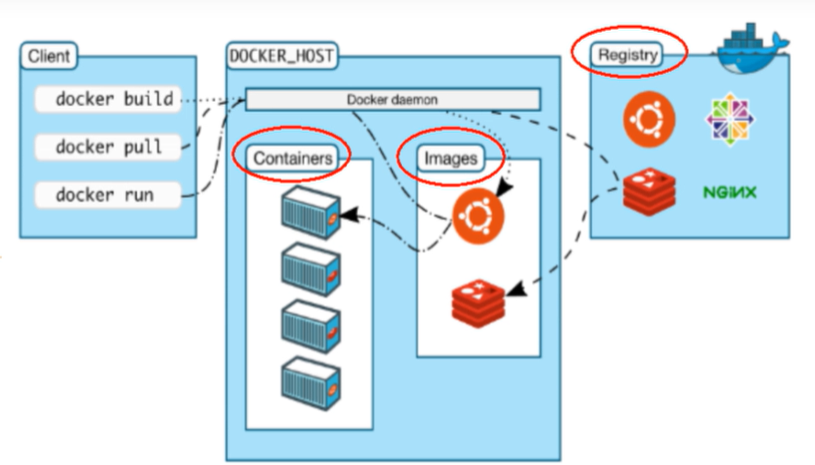 Client
docker build
docker pull
docker run
DOCKER_HOST
Docker daemon
Containers
Images
Registry
NGINX